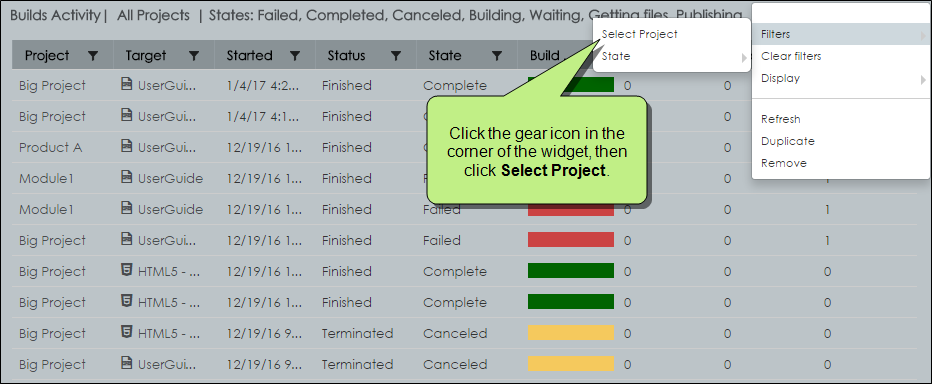 Builds Activity| All Projects | States: Failed, Completed, Canceled, Building, Waiting, Getting files, Publishing
Select Project
State
Filters
Clear filters
Display
Refresh
Duplicate
Remove
Project Target Started Status State Build
Big Project UserGui... 1/4/17 4:2... Finished Complete 0 0
Big Project UserGui... 1/4/17 4:1... Finished
Product A UserGui... 12/19/16 1... Finished
Module1 UserGuide 12/19/16 1... Finished 1
Module1 UserGuide 12/19/16 1... Finished Failed 0 0 1
Big Project UserGui... 12/19/16 1... Finished Failed 0 0 1
Big Project HTML5 - ... 12/19/16 1... Finished Complete 0 0 0
Big Project HTML5 - ... 12/19/16 1... Finished Complete 0 0 0
Big Project HTML5 - ... 12/19/16 9... Terminated Canceled 0 0 0
Big Project UserGui... 12/19/16 9... Terminated Canceled 0 0 0
Click the gear icon in the
corner of the widget, then
click Select Project.